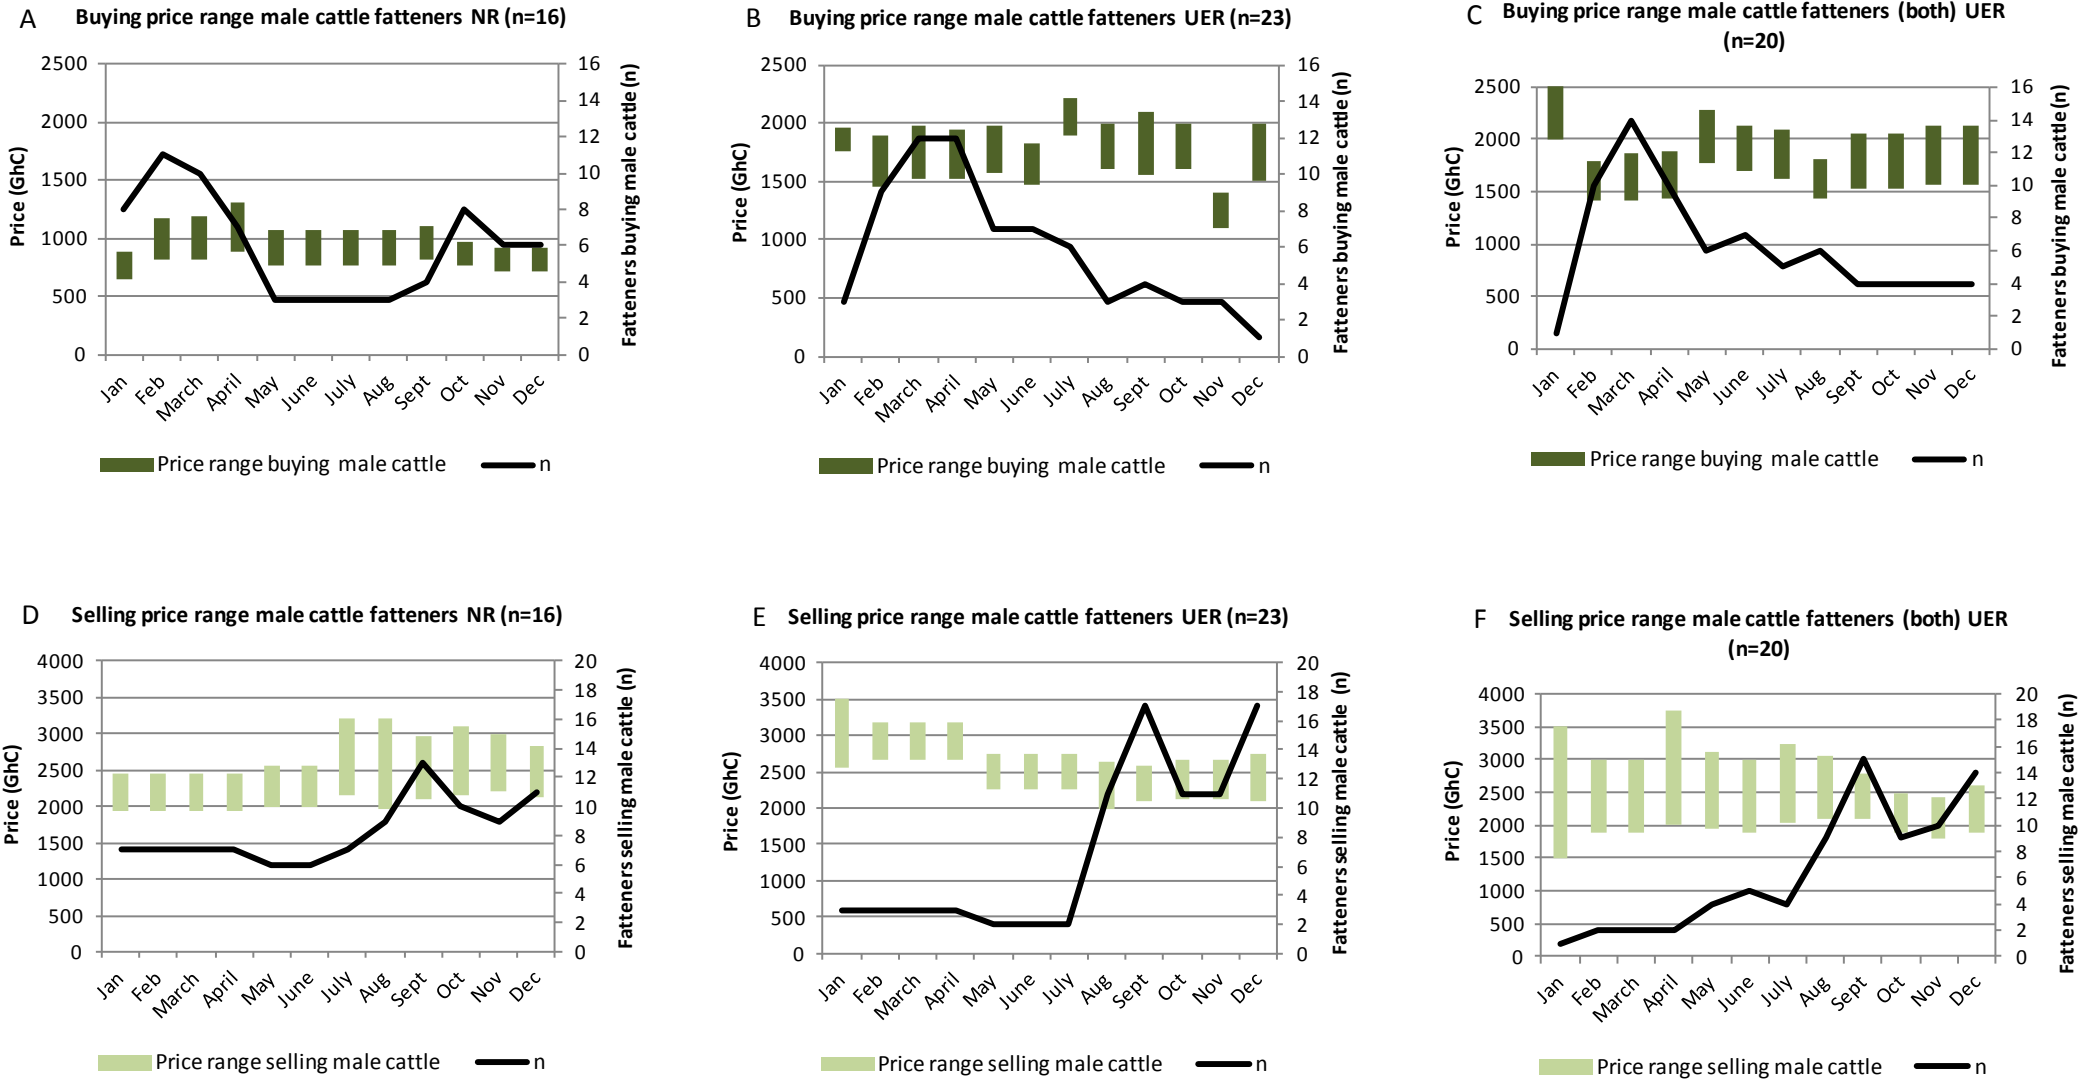 A
Buying price range male cattle fatteners NR (n=16)
Price (GhC)
2500
2000
1500
1000
500
0
16
14
12
10
8
6
4
2
0
Fatteners buying male cattle (n)
Jan Feb March April May June July Aug Sept Oct Nov Dec
Price range buying male cattle n
B
Buying price range male cattle fatteners UER (n=23)
Price (GhC)
2500
2000
1500
1000
500
0
16
14
12
10
8
6
4
2
0
Fatteners buying male cattle (n)
Jan Feb March April May June July Aug Sept Oct Nov Dec
Price range buying male cattle n
C
Buying price range male cattle fatteners (both) UER
(n=20)
Price (GhC)
2500
2000
1500
1000
500
0
16
14
12
10
8
6
4
2
0
Fatteners buying male cattle (n)
Jan Feb March April May June July Aug Sept Oct Nov Dec
Price range buying male cattle n
D
Selling price range male cattle fatteners NR (n=16)
Price (GhC)
4000
3500
3000
2500
2000
1500
1000
500
0
20
18
16
14
12
10
8
6
4
2
0
Fatteners selling male cattle (n)
Jan Feb March April May June July Aug Sept Oct Nov Dec
Price range selling male cattle n
E
Selling price range male cattle fatteners UER (n=23)
Price (GhC)
4000
3500
3000
2500
2000
1500
1000
500
0
20
18
16
14
12
10
8
6
4
2
0
Fatteners selling male cattle (n)
Jan Feb March April May June July Aug Sept Oct Nov Dec
Price range selling male cattle n
F
Selling price range male cattle fatteners (both) UER
(n=20)
Price (GhC)
4000
3500
3000
2500
2000
1500
1000
500
0
20
18
16
14
12
10
8
6
4
2
0
Fatteners selling male cattle (n)
Jan Feb March April May June July Aug Sept Oct Nov Dec
Price range selling male cattle n